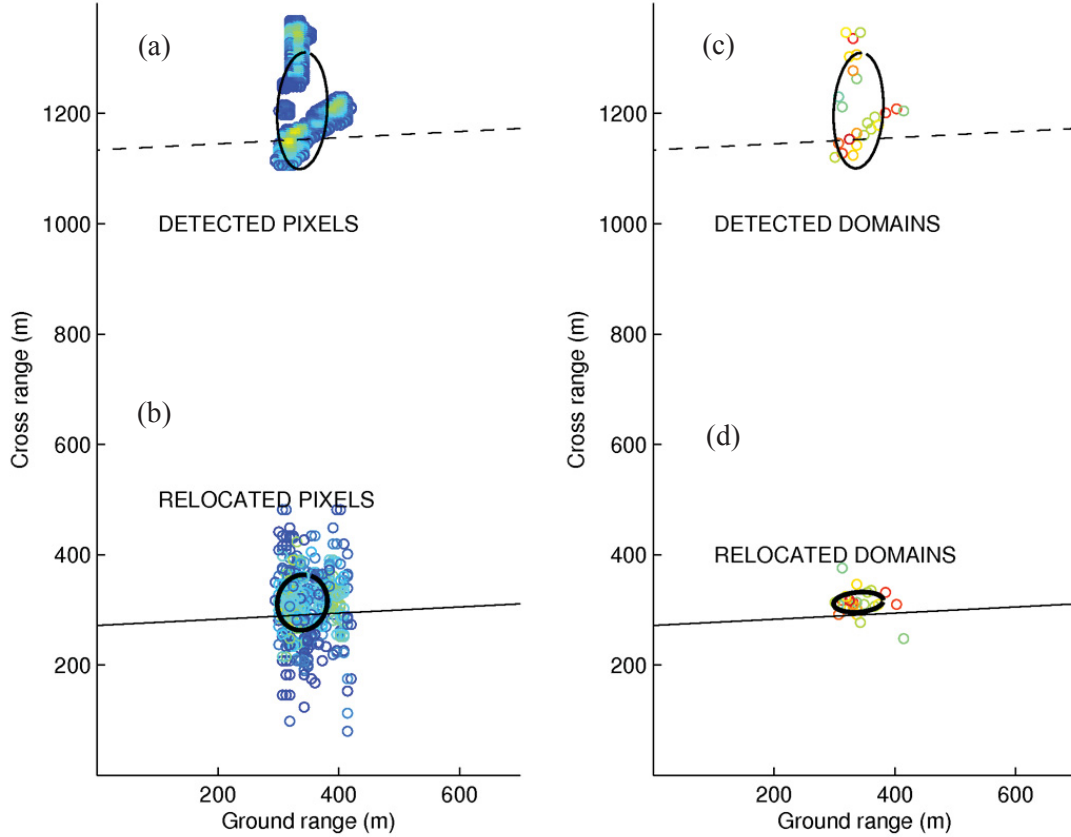 (a)
1200
DETECTED PIXELS
1000
800
Cross range (m)
(b)
600
RELOCATED PIXELS
400
200
200 400 600
Ground range (m)
(c)
1200
DETECTED DOMAINS
1000
800
Cross range (m)
(d)
600
RELOCATED DOMAINS
400
200
200 400 600
Ground range (m)